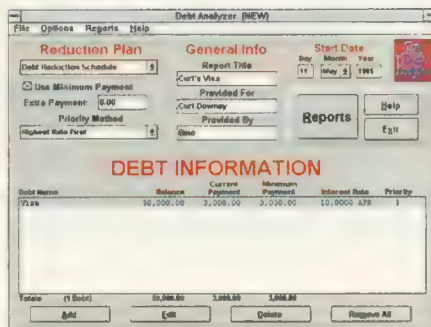 Debt Analyzer [NEW]
File Options Reports Help
Reduction Plan
Debt Reduction Schedule
Use Minimum Payment
Extra Payment: 0.00
Priority Method
Highest Rate First
General Info
Report Title
Curt's Visa
Provided For
Curt Downey
Provided By
Start Date
Day Month Year
11 May 1995
Reports
Help
Exit
DEBT INFORMATION
Debt Name Balance Current Payment Minimum Payment Interest Rate Priority
Visa 50,000.00 3,000.00 3,000.00 10.0000 APR 1
Totals (1 Debt) 50,000.00 3,000.00 3,000.00
Add Edit Delete Remove All